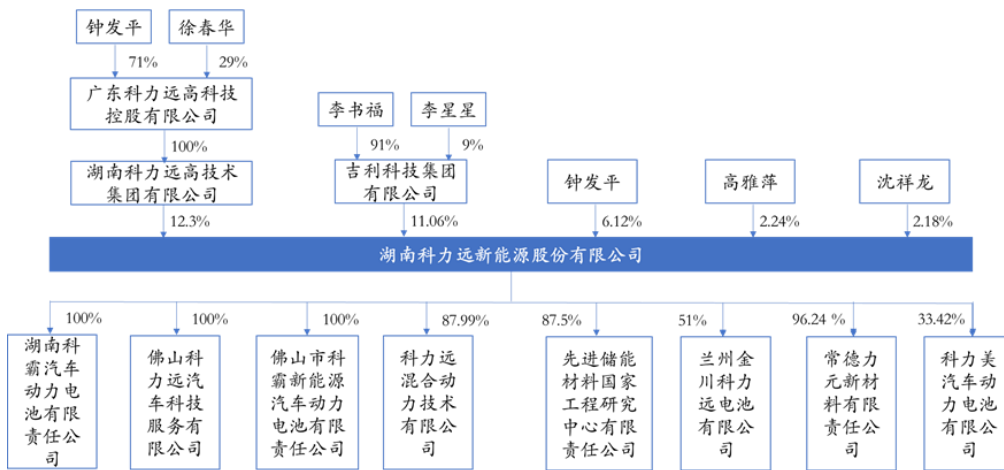 钟发平
徐春华
71%
29%
广东科力远高科技
控股有限公司
李书福
李星星
100%
91%
9%
湖南科力远高技术
集团有限公司
吉利科技集团
有限公司
钟发平
高雅萍
沈祥龙
12.3%
11.06%
6.12%
2.24%
2.18%
湖南科力远新能源股份有限公司
100%
100%
100%
87.99%
87.5%
51%
96.24 %
33.42%
湖南科
霸汽车
动力电
池有限
责任公
司
佛山科
力远汽
车科技
服务有
限公司
佛山市科
霸新能源
汽车动力
电池有限
责任公司
科力远
混合动
力技术
有限公
司
先进储能
材料国家
工程研究
中心有限
责任公司
兰州金
川科力
远电池
有限公
司
常德力
元新材
料有限
责任公
司
科力美
汽车动
力电池
有限公
司